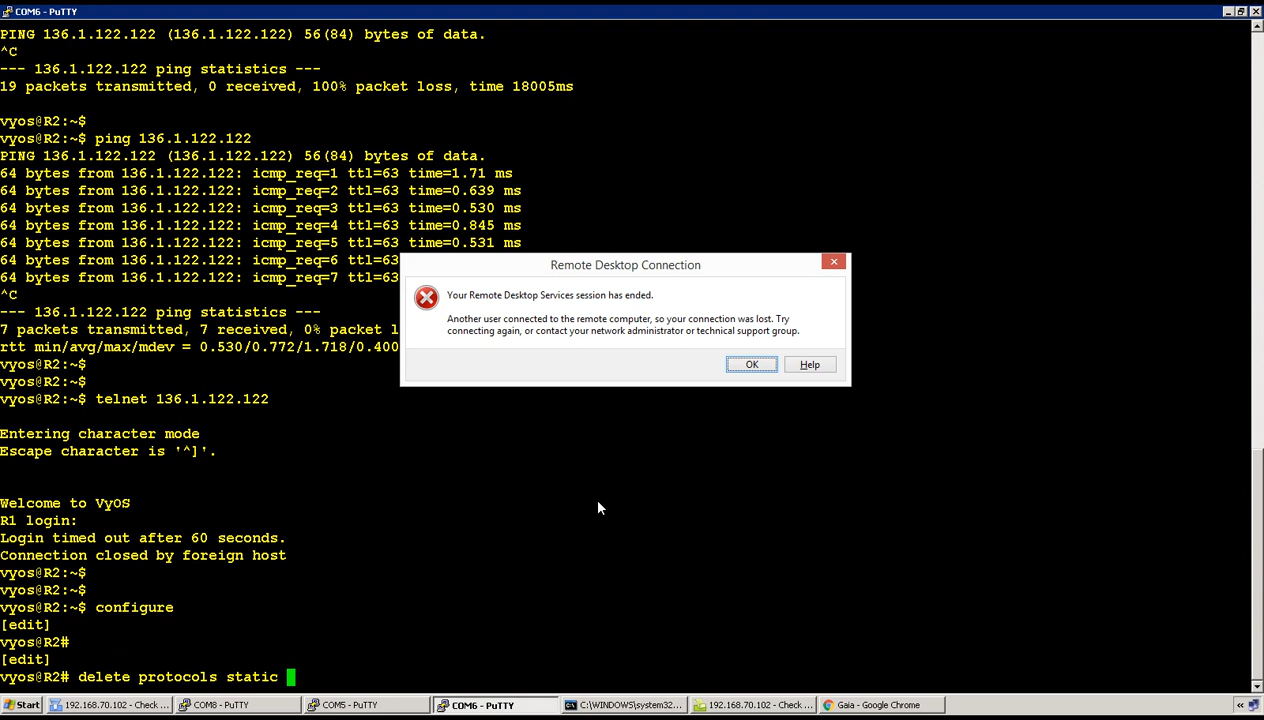 COM6 - PuTTY
PING 136.1.122.122 (136.1.122.122) 56(84) bytes of data.
^C
--- 136.1.122.122 ping statistics ---
19 packets transmitted, 0 received, 100% packet loss, time 18005ms
vyos@R2:~$
vyos@R2:~$ ping 136.1.122.122
PING 136.1.122.122 (136.1.122.122) 56(84) bytes of data.
64 bytes from 136.1.122.122: icmp_req=1 ttl=63 time=1.71 ms
64 bytes from 136.1.122.122: icmp_req=2 ttl=63 time=0.639 ms
64 bytes from 136.1.122.122: icmp_req=3 ttl=63 time=0.530 ms
64 bytes from 136.1.122.122: icmp_req=4 ttl=63 time=0.845 ms
64 bytes from 136.1.122.122: icmp_req=5 ttl=63 time=0.531 ms
64 bytes from 136.1.122.122: icmp_req=6 ttl=63
64 bytes from 136.1.122.122: icmp_req=7 ttl=63
^C
--- 136.1.122.122 ping statistics ---
7 packets transmitted, 7 received, 0% packet l
rtt min/avg/max/mdev = 0.530/0.772/1.718/0.400
vyos@R2:~$
vyos@R2:~$
vyos@R2:~$ telnet 136.1.122.122
Entering character mode
Escape character is '^]'.
Welcome to VyOS
R1 login:
Login timed out after 60 seconds.
Connection closed by foreign host
vyos@R2:~$
vyos@R2:~$
vyos@R2:~$ configure
[edit]
vyos@R2#
[edit]
vyos@R2# delete protocols static
Remote Desktop Connection
Your Remote Desktop Services session has ended.
Another user connected to the remote computer, so your connection was lost. Try
connecting again, or contact your network administrator or technical support group.
OK
Help
Start
192.168.70.102 - Check ...
COM8 - PuTTY
COM5 - PuTTY
COM6 - PuTTY
C:\WINDOWS\system32...
192.168.70.102 - Check ...
Gaia - Google Chrome